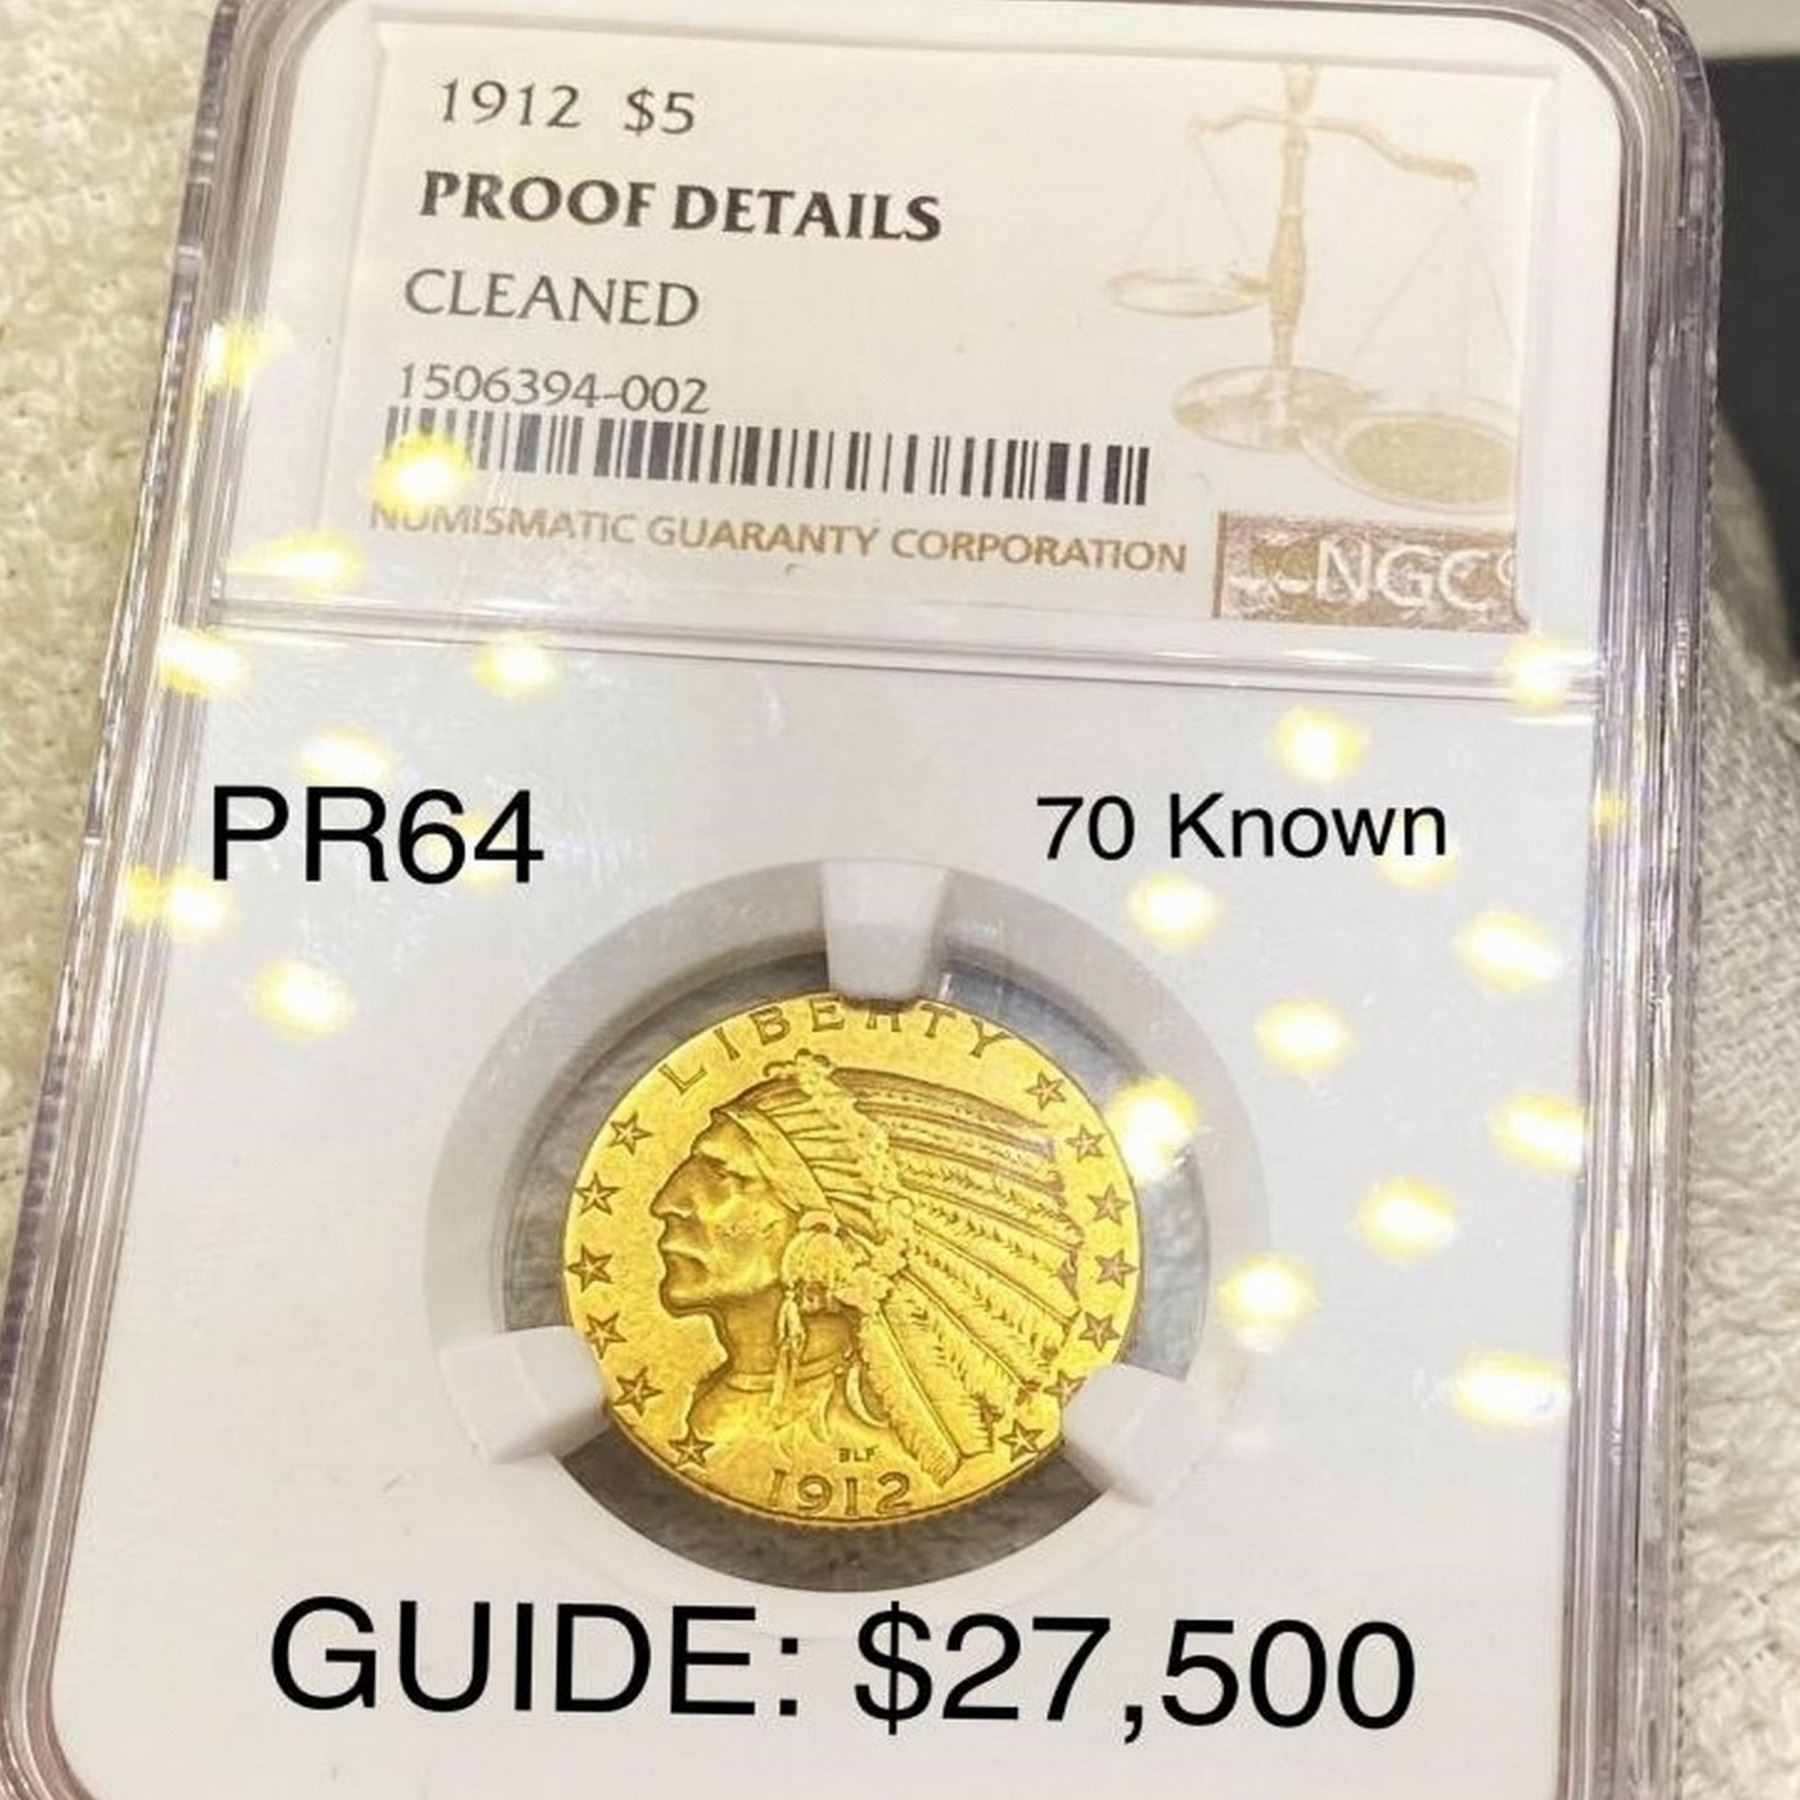 1912 $5
PROOF DETAILS
CLEANED
1506394-002
NUMISMATIC GUARANTY CORPORATION
NGC
PR64
70 Known
LIBERTY
BLP
1912
GUIDE: $27,500